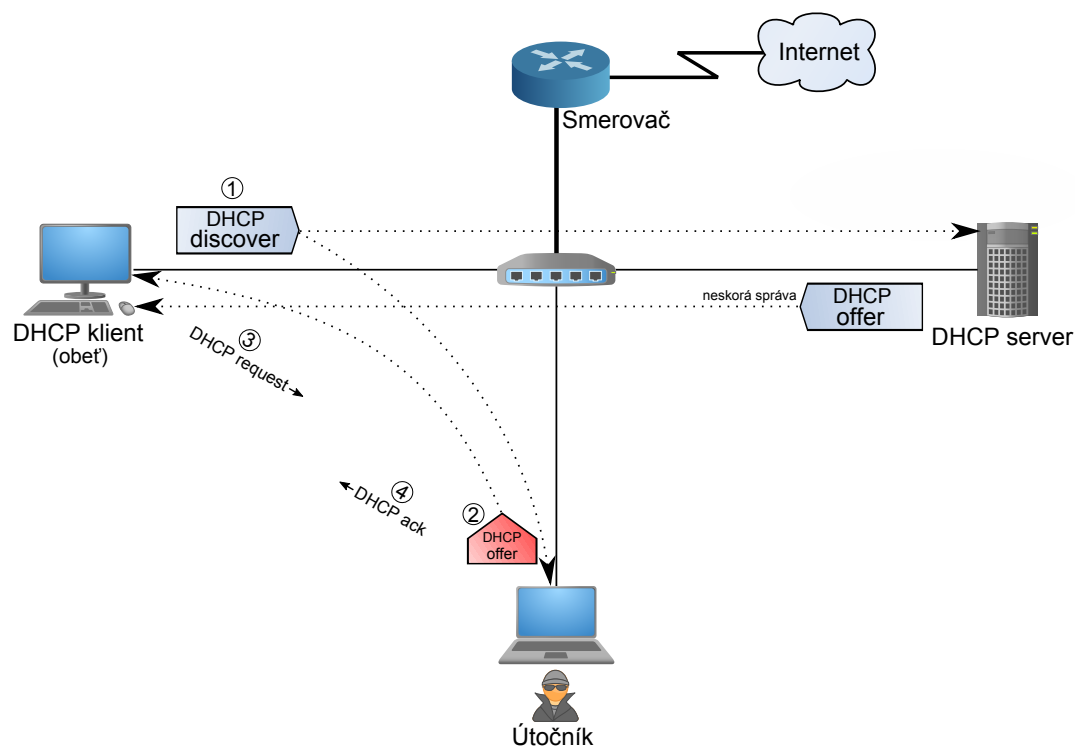 Internet
Smerovač
①
DHCP
discover
neskorá správa
DHCP
offer
DHCP klient
(obeť)
DHCP server
③
DHCP request
④
DHCP ack
②
DHCP
offer
Útočník